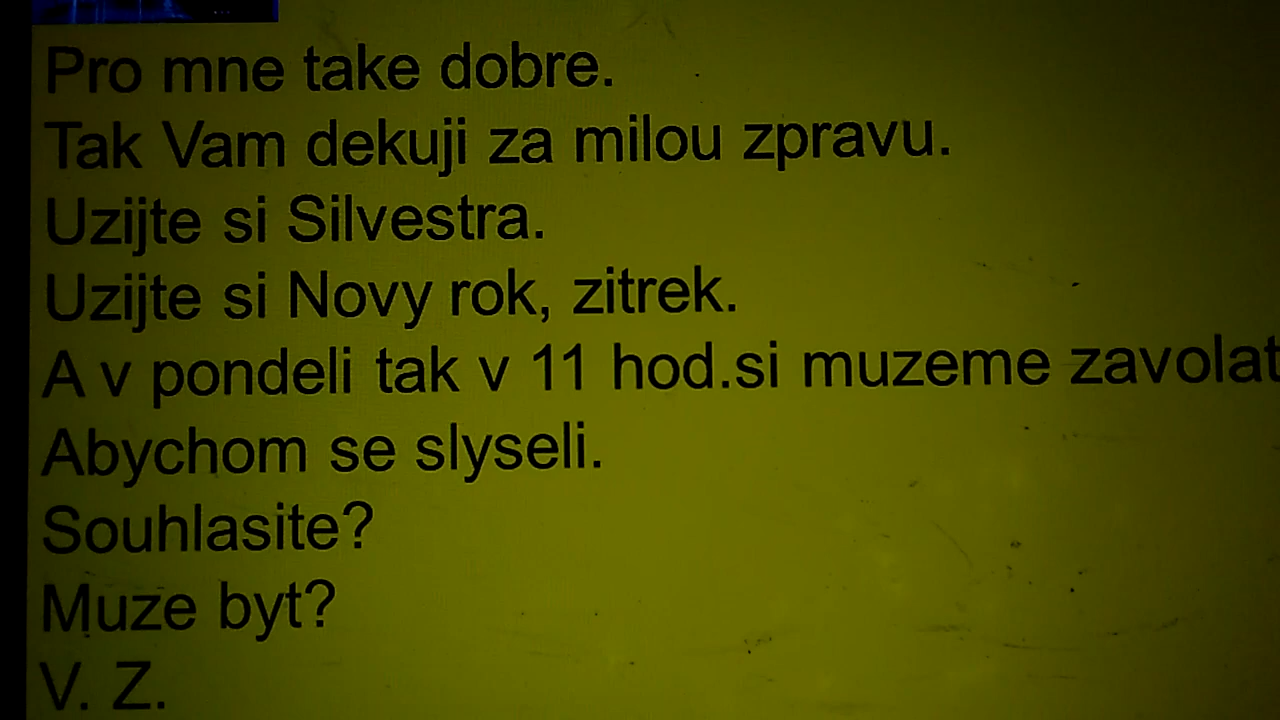 Pro mne take dobre.
Tak Vam dekuji za milou zpravu.
Uzijte si Silvestra.
Uzijte si Novy rok, zitrek.
A v pondeli tak v 11 hod.si muzeme zavolat
Abychom se slyseli.
Souhlasite?
Muze byt?
V. Z.